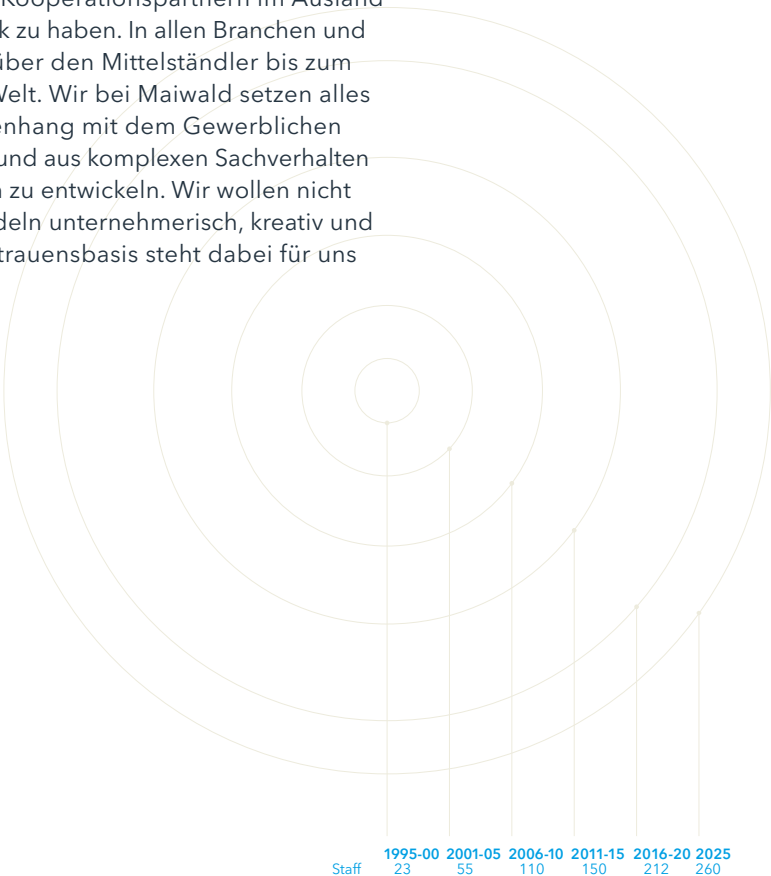 Kooperationspartnern im Ausland
k zu haben. In allen Branchen und
über den Mittelständler bis zum
Welt. Wir bei Maiwald setzen alles
enhang mit dem Gewerblichen
und aus komplexen Sachverhalten
zu entwickeln. Wir wollen nicht
deln unternehmerisch, kreativ und
trauensbasis steht dabei für uns
1995-00 2001-05 2006-10 2011-15 2016-20 2025
Staff 23 55 110 150 212 260